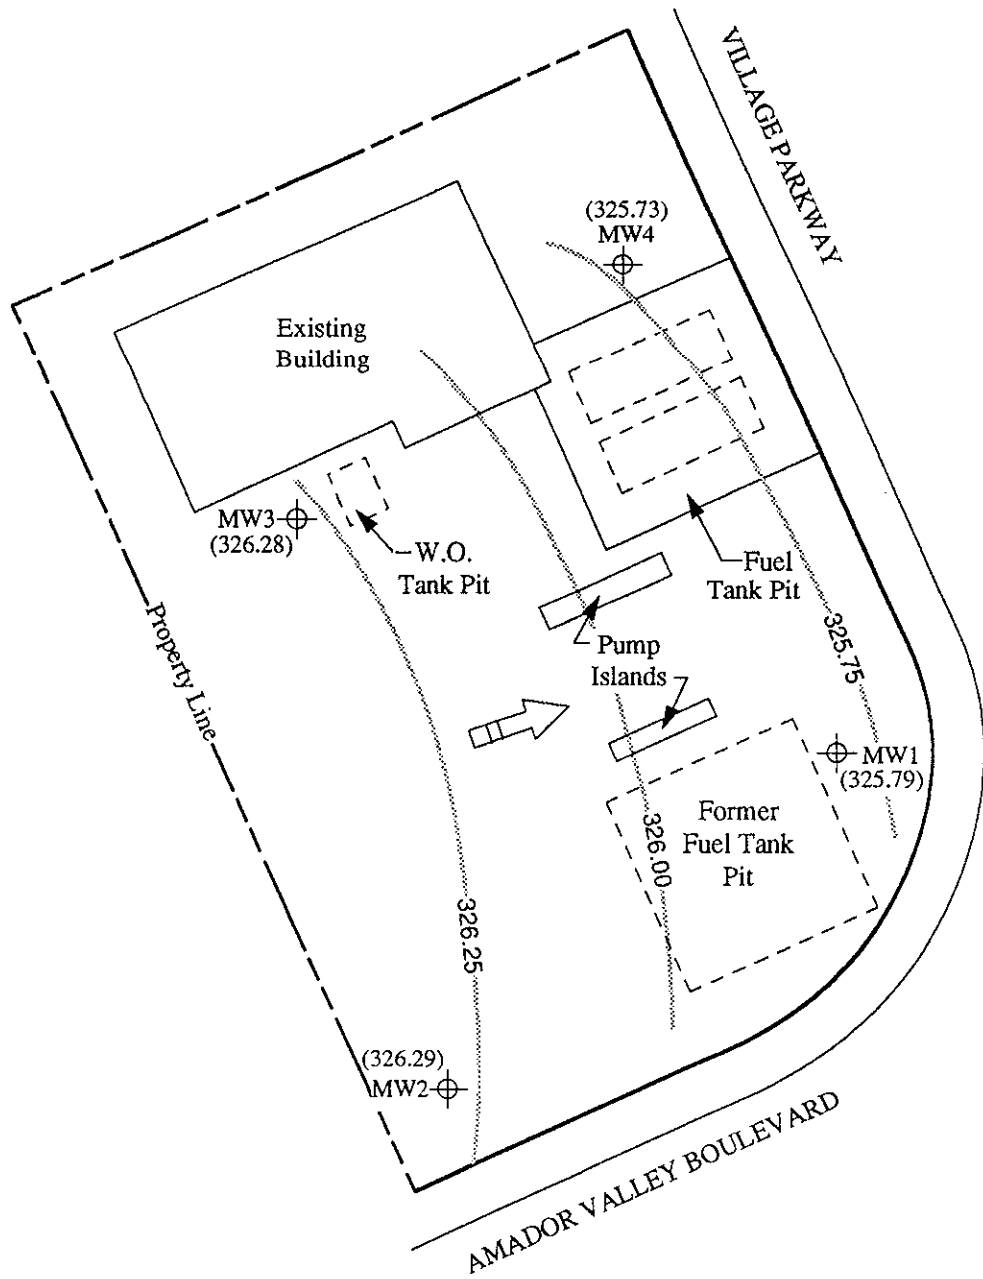 VILLAGE PARKWAY
(325.73)
MW4
Existing
Building
MW3
(326.28)
W.O.
Tank Pit
Fuel
Tank Pit
Property Line
Pump
Islands
325.75
MW1
(325.79)
Former
Fuel Tank
Pit
326.00
326.25
(326.29)
MW2
AMADOR VALLEY BOULEVARD